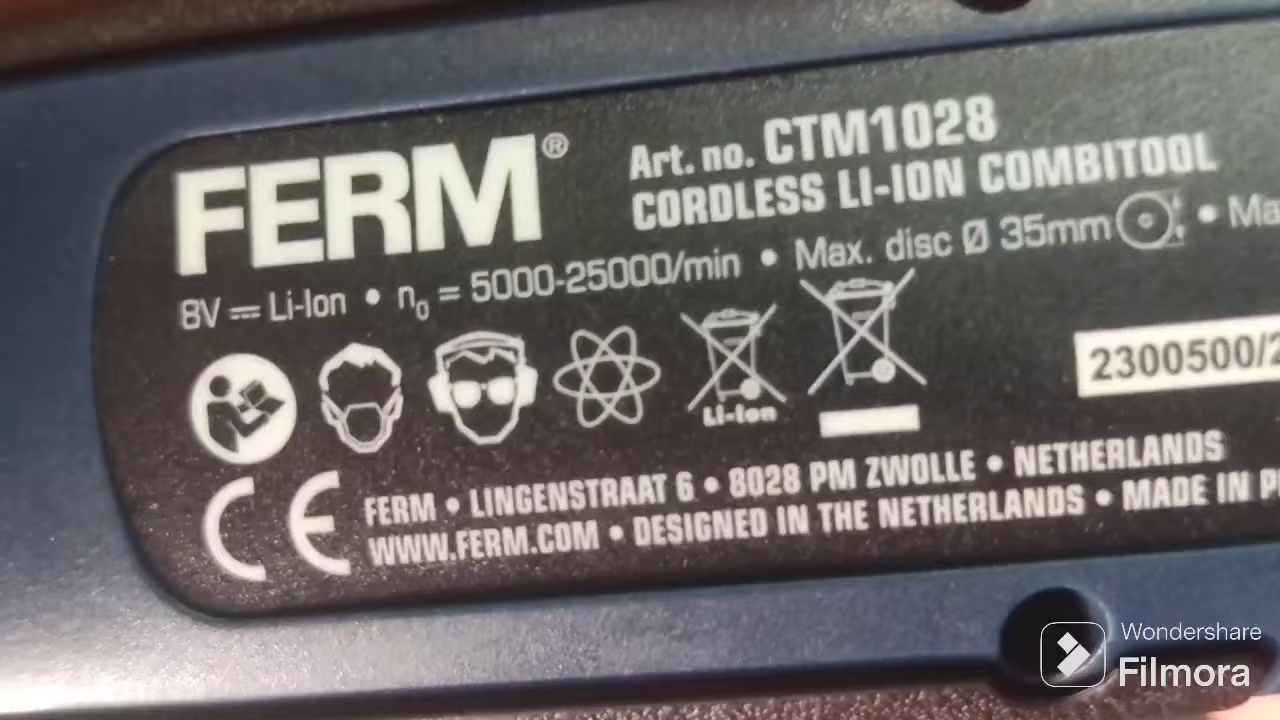 FERM®
Art. no. CTM1028
CORDLESS LI-ION COMBITOOL
8V Li-Ion • n0 = 5000-25000/min • Max. disc Ø 35mm •
Li-Ion
2300500/2
CE
FERM • LINGENSTRAAT 6 • 8028 PM ZWOLLE • NETHERLANDS
WWW.FERM.COM • DESIGNED IN THE NETHERLANDS • MADE IN
Wondershare
Filmora